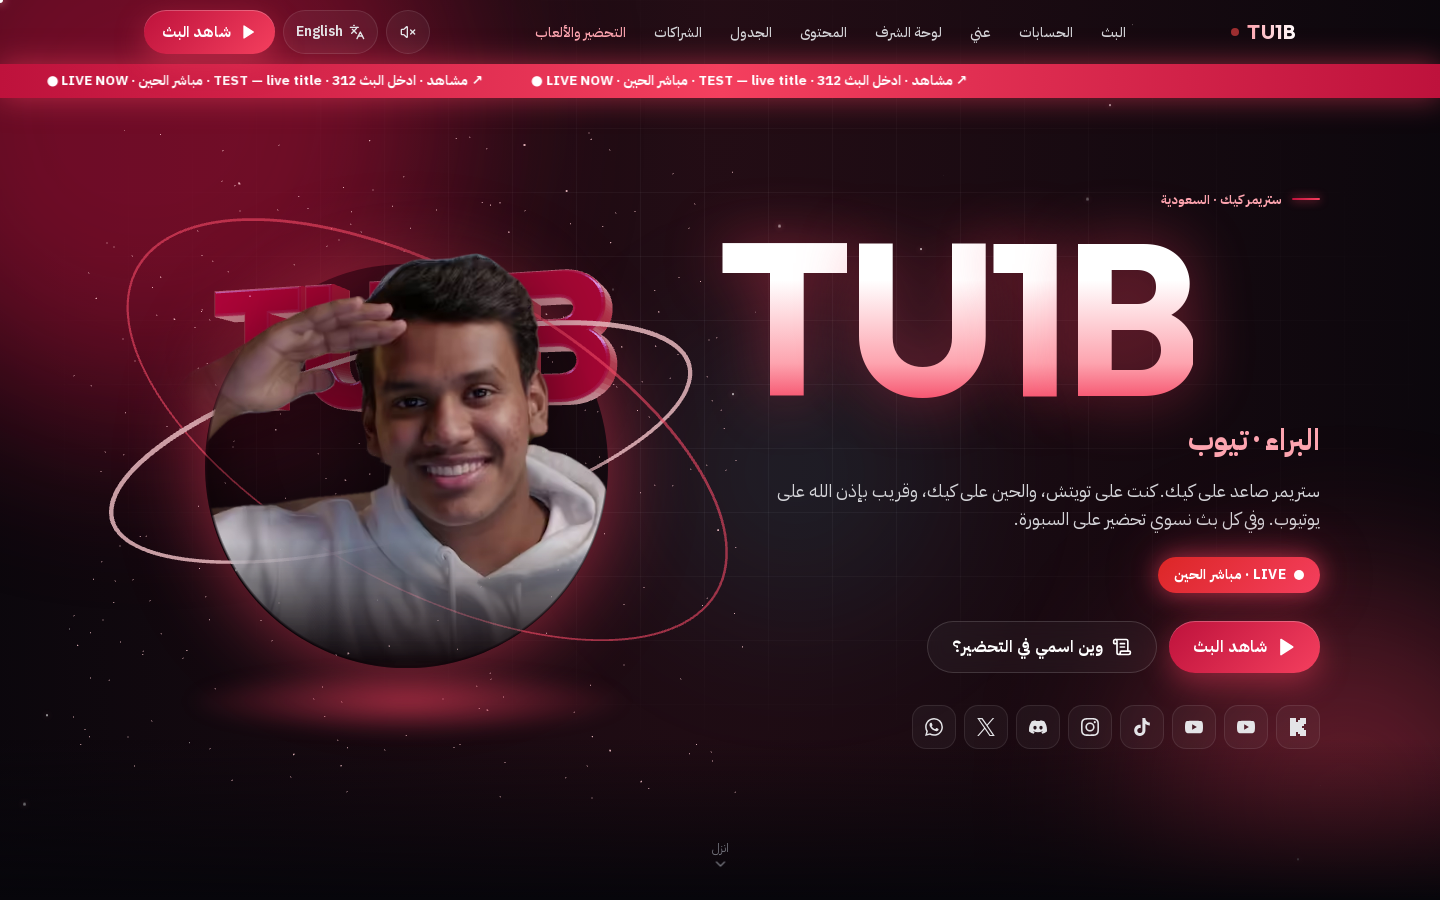 TU1B
البث
الحسابات
عني
لوحة الشرف
المحتوى
الجدول
الشراكات
التحضير والألعاب
English
شاهد البث
● LIVE NOW · مباشر الحين · TEST — live title · 312 مشاهد · ادخل البث ↗
● LIVE NOW · مباشر الحين · TEST — live title · 312 مشاهد · ادخل البث ↗
ستريمر كيك · السعودية
TU1B
TU1B
البراء · تيوب
ستريمر صاعد على كيك. كنت على تويتش، والحين على كيك، وقريب بإذن الله على
يوتيوب. وفي كل بث نسوي تحضير على السبورة.
LIVE · مباشر الحين
شاهد البث
وين اسمي في التحضير؟
انزل